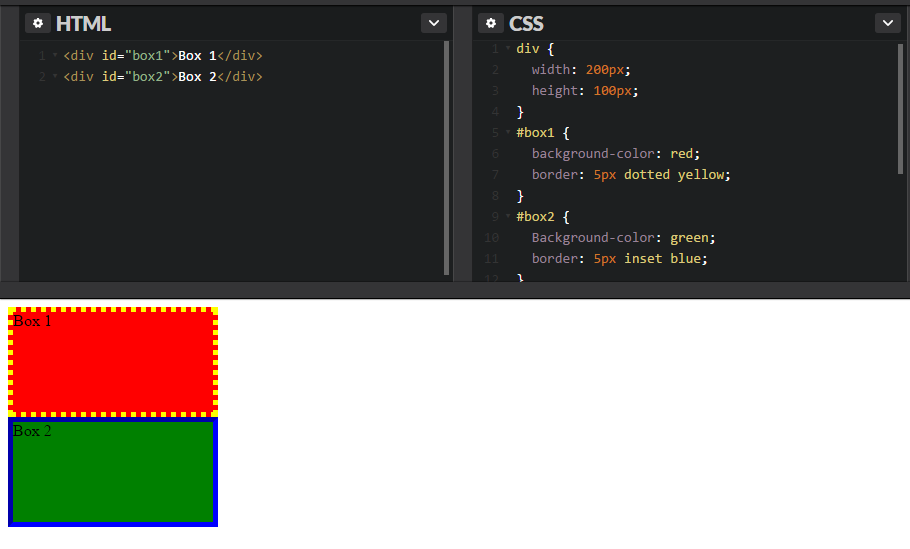 HTML
1 <div id="box1">Box 1</div>
2 <div id="box2">Box 2</div>
CSS
1 div {
2 width: 200px;
3 height: 100px;
4 }
5 #box1 {
6 background-color: red;
7 border: 5px dotted yellow;
8 }
9 #box2 {
10 Background-color: green;
11 border: 5px inset blue;
12 }
Box 1
Box 2